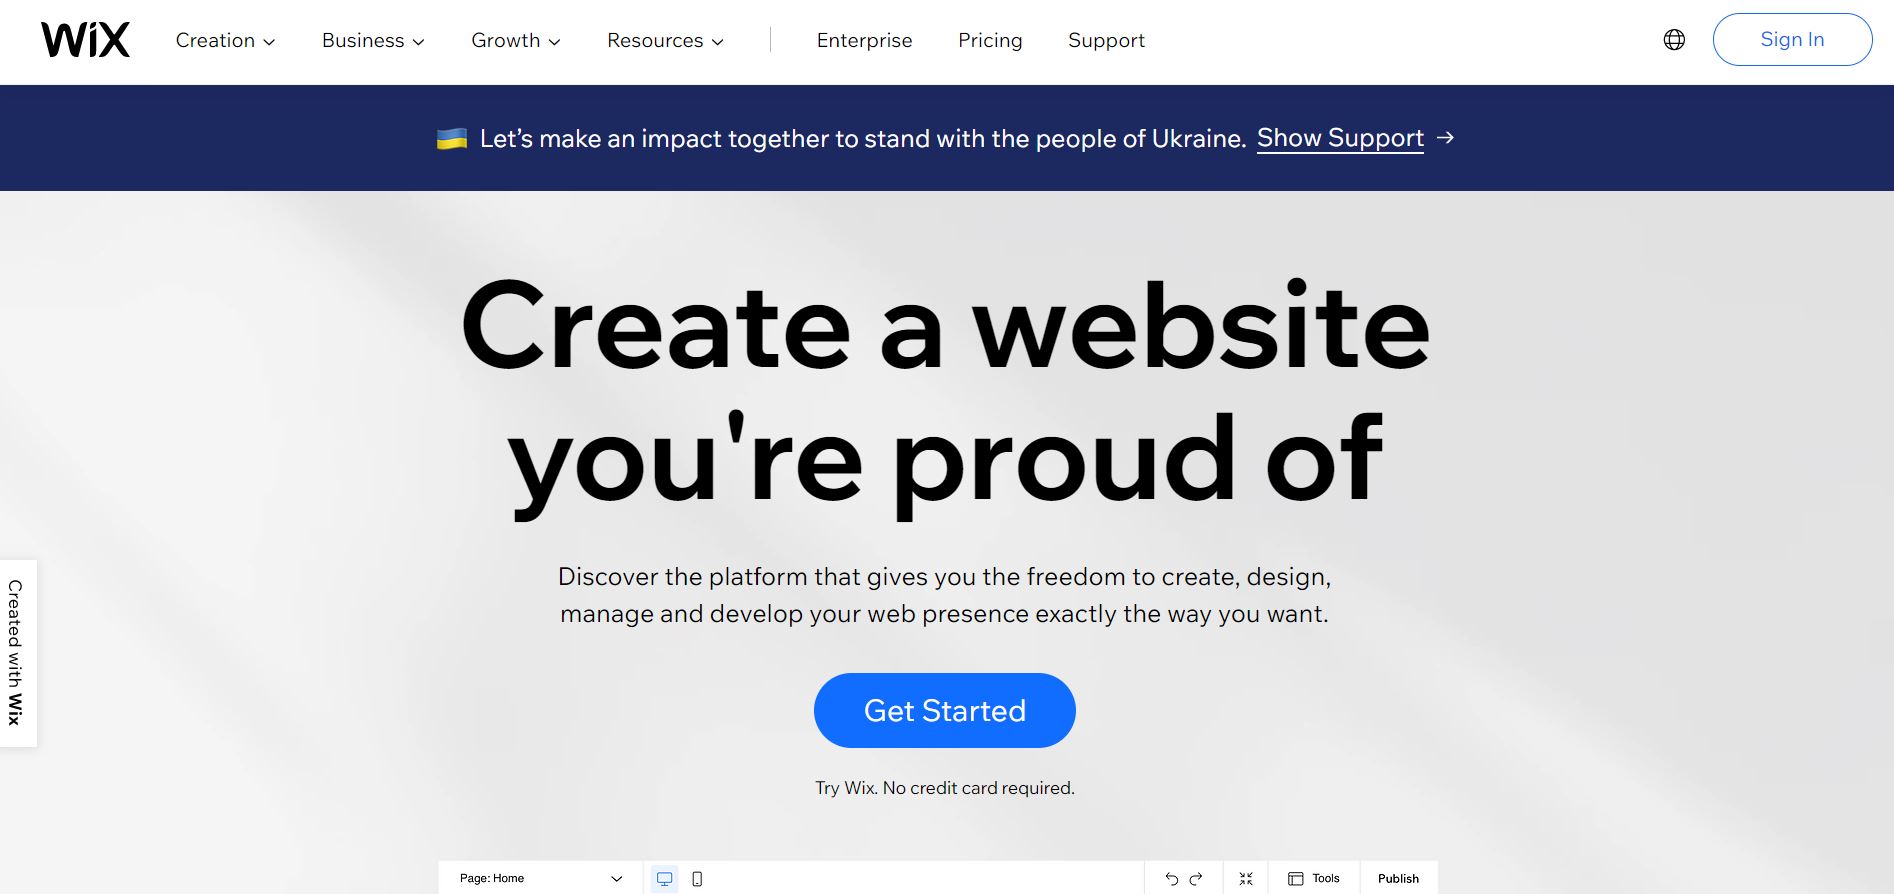 WiX
Creation
Business
Growth
Resources
Enterprise
Pricing
Support
Sign In
Let’s make an impact together to stand with the people of Ukraine. Show Support →
Create a website
you're proud of
Discover the platform that gives you the freedom to create, design,
manage and develop your web presence exactly the way you want.
Get Started
Try Wix. No credit card required.
Created with Wix
Page: Home
Tools
Publish